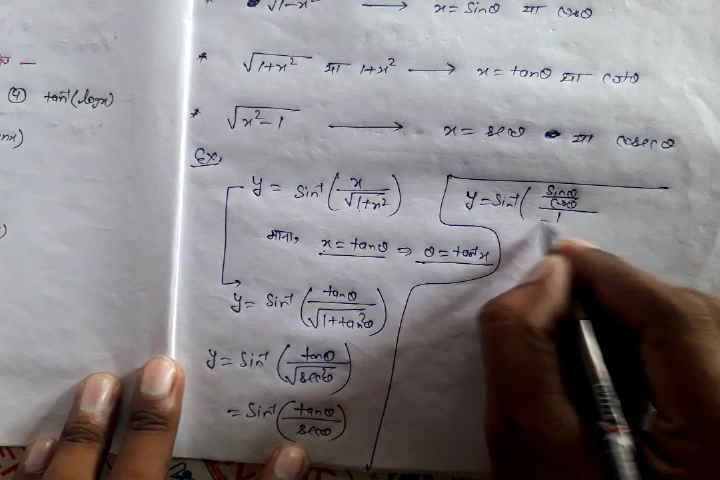 * √1-x² → x = sinθ या cosθ
* √1+x² या 1+x² → x = tanθ या cotθ
* √x²-1 → x = secθ या cosecθ
④ tan⁻¹(logx)
Ex.
y = sin⁻¹(x/√1+x²)
माना, x = tanθ ⇒ θ = tan⁻¹x
y = sin⁻¹(tanθ/√1+tan²θ)
y = sin⁻¹(tanθ/√sec²θ)
= sin⁻¹(tanθ/secθ)
y = sin⁻¹( sinθ/cosθ / 1